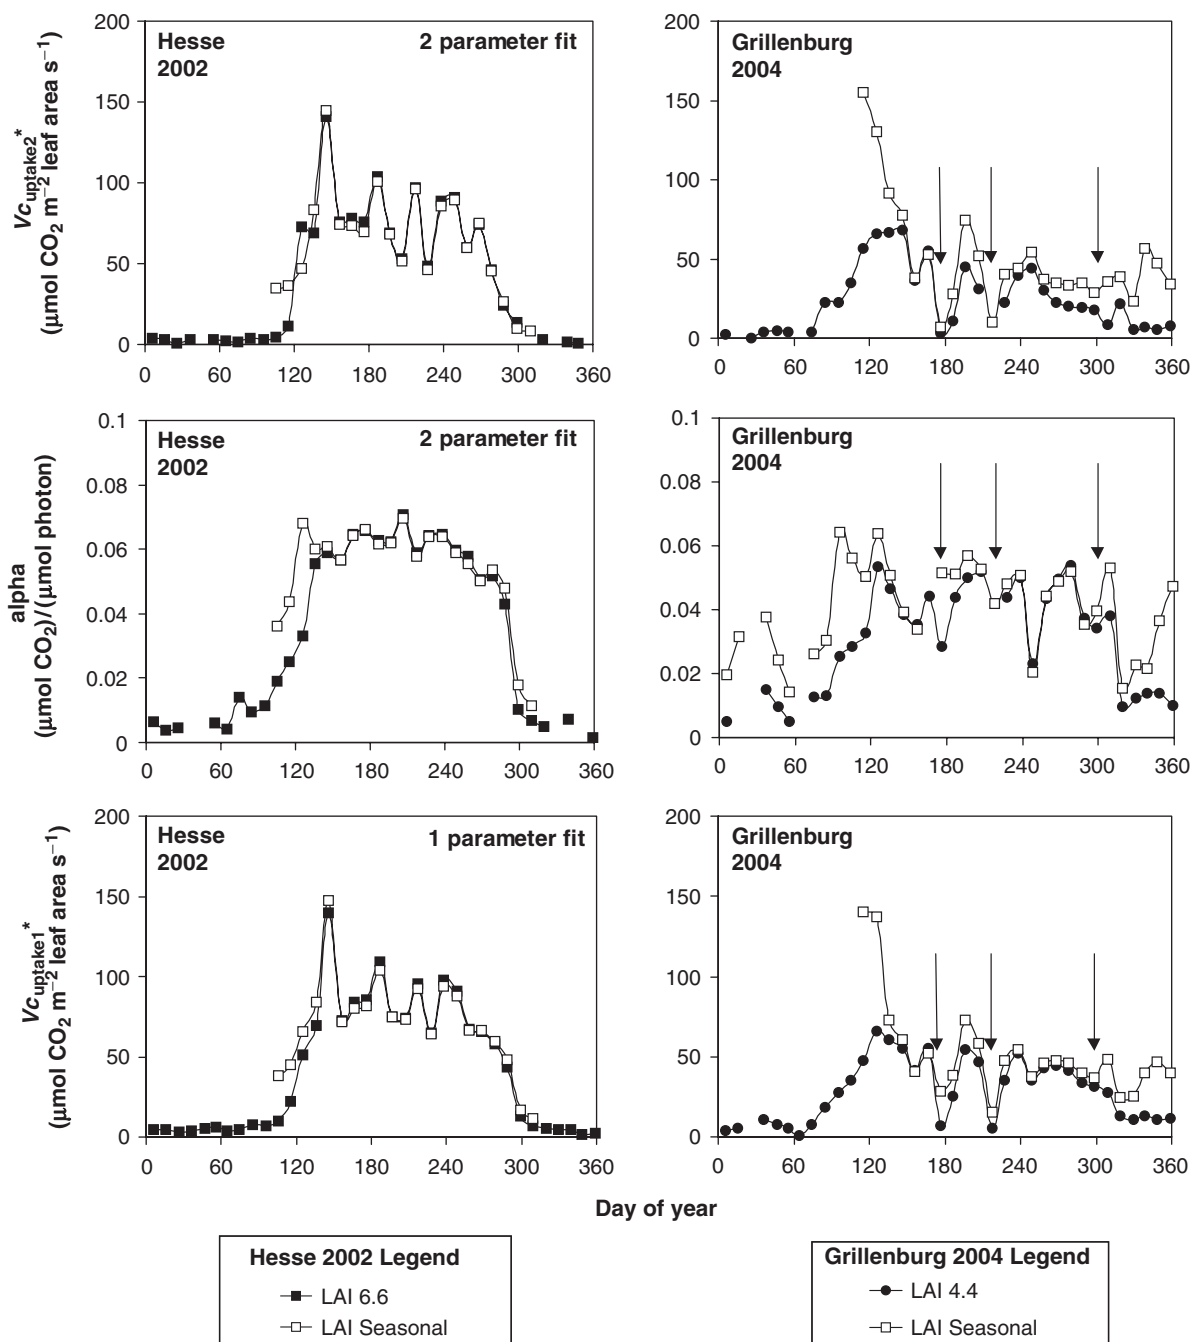 Hesse
2002
2 parameter fit
200
150
100
50
0
0 60 120 180 240 300 360
Vc uptake2*
(μmol CO2 m−2 leaf area s−1)
Grillenburg
2004
200
150
100
50
0
0 60 120 180 240 300 360
Hesse
2002
2 parameter fit
0.1
0.08
0.06
0.04
0.02
0
0 60 120 180 240 300 360
alpha
(μmol CO2)/(μmol photon)
Grillenburg
2004
0.1
0.08
0.06
0.04
0.02
0
0 60 120 180 240 300 360
Hesse
2002
1 parameter fit
200
150
100
50
0
0 60 120 180 240 300 360
Vc uptake1*
(μmol CO2 m−2 leaf area s−1)
Grillenburg
2004
200
150
100
50
0
0 60 120 180 240 300 360
Day of year
Hesse 2002 Legend
LAI 6.6
LAI Seasonal
Grillenburg 2004 Legend
LAI 4.4
LAI Seasonal